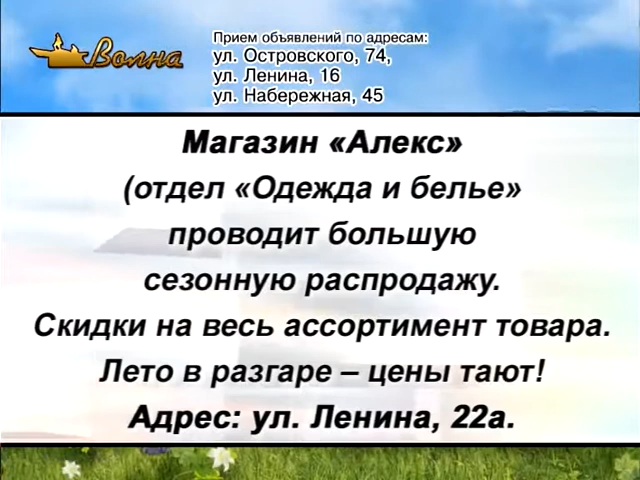 Волна
Прием объявлений по адресам:
ул. Островского, 74,
ул. Ленина, 16
ул. Набережная, 45
Магазин «Алекс»
(отдел «Одежда и белье»
проводит большую
сезонную распродажу.
Скидки на весь ассортимент товара.
Лето в разгаре – цены тают!
Адрес: ул. Ленина, 22а.